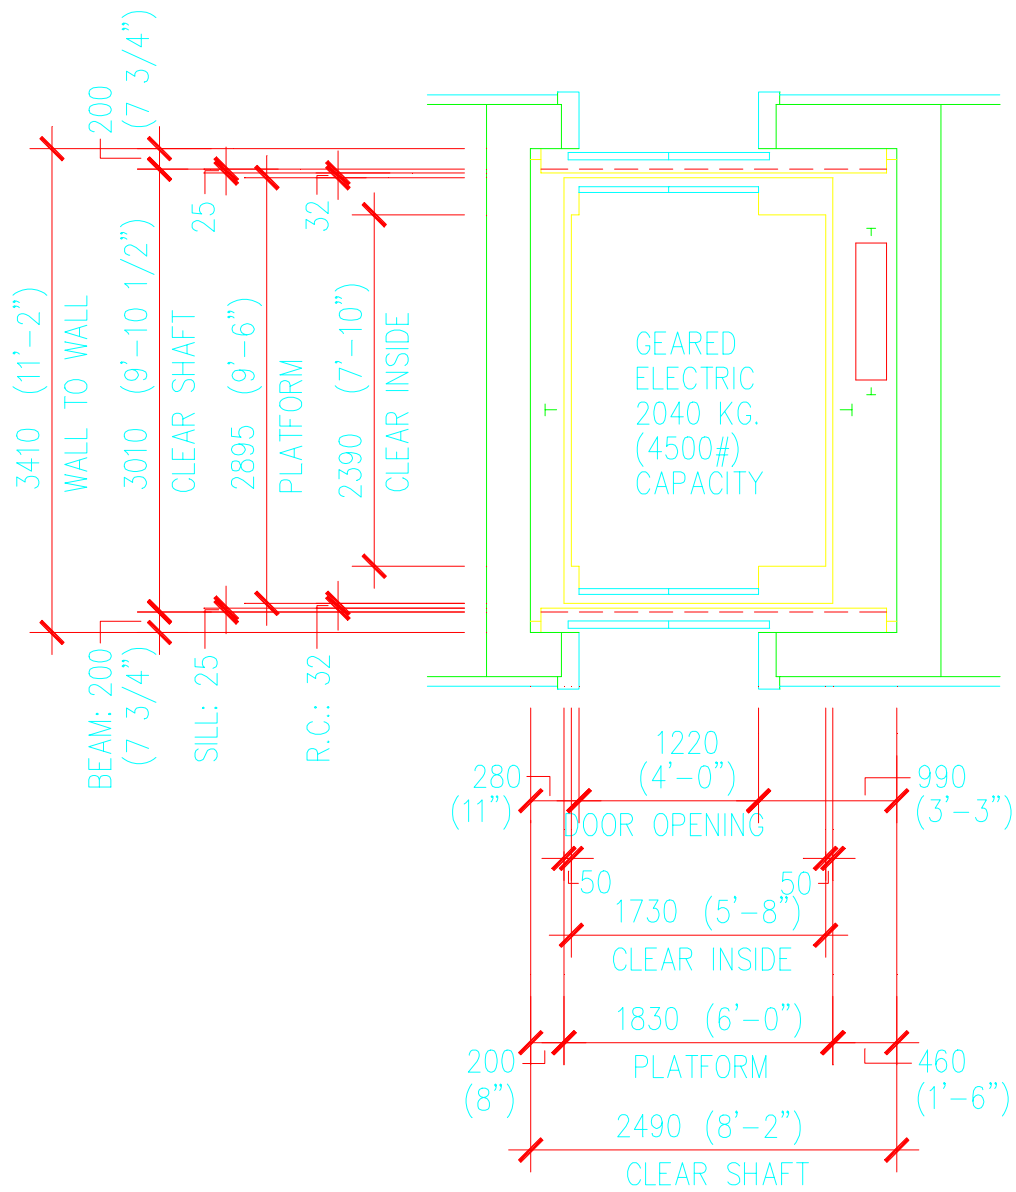 200
(7 3/4")
25
32
3410 (11'-2")
WALL TO WALL
3010 (9'-10 1/2")
CLEAR SHAFT
2895 (9'-6")
PLATFORM
2390 (7'-10")
CLEAR INSIDE
GEARED
ELECTRIC
2040 KG.
(4500#)
CAPACITY
BEAM: 200
(7 3/4")
SILL: 25
R.C.: 32
280
(11")
1220
(4'-0")
990
(3'-3")
DOOR OPENING
50
50
1730 (5'-8")
CLEAR INSIDE
1830 (6'-0")
PLATFORM
200
(8")
460
(1'-6")
2490 (8'-2")
CLEAR SHAFT